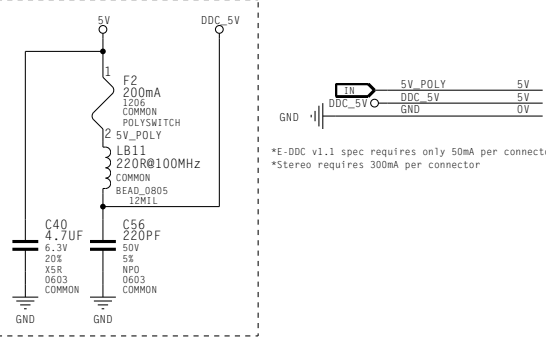 5V
DDC_5V
1
F2
200mA
1206
COMMON
POLYSWITCH
2 5V_POLY
LB11
220R@100MHz
COMMON
BEAD_0805
12MIL
C40
4.7UF
6.3V
20%
X5R
0603
COMMON
GND
C56
220PF
50V
5%
NPO
0603
COMMON
GND
IN
5V_POLY 5V
DDC_5V DDC_5V 5V
GND GND 0V
*E-DDC v1.1 spec requires only 50mA per connecto
*Stereo requires 300mA per connector